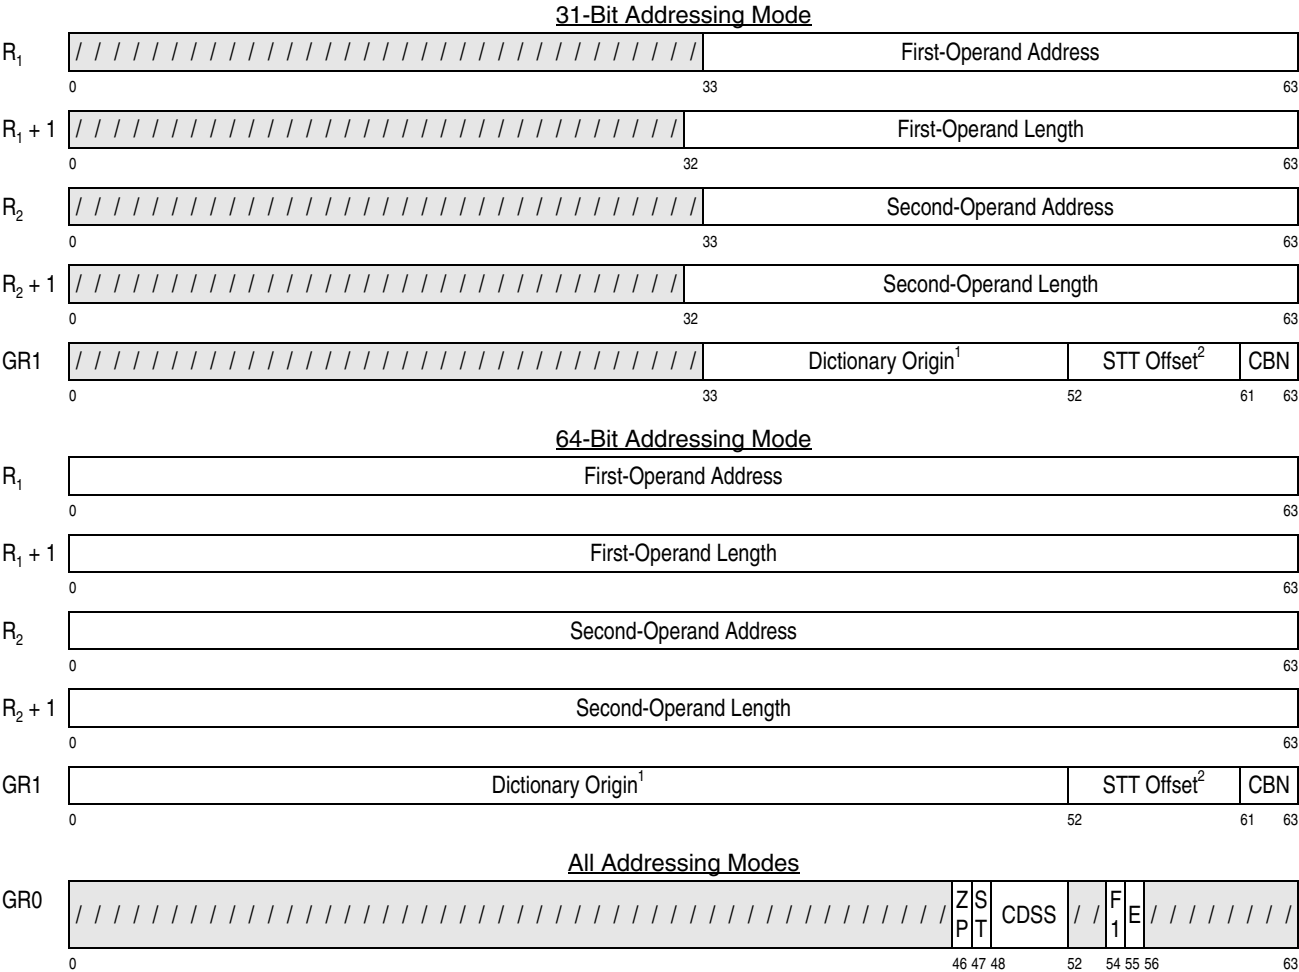 31-Bit Addressing Mode
R1 / / / / / / / / / / / / / / / / / / / / / / / / / / / / / / / / / First-Operand Address
0 33 63
R1 + 1 / / / / / / / / / / / / / / / / / / / / / / / / / / / / / / / / First-Operand Length
0 32 63
R2 / / / / / / / / / / / / / / / / / / / / / / / / / / / / / / / / / Second-Operand Address
0 33 63
R2 + 1 / / / / / / / / / / / / / / / / / / / / / / / / / / / / / / / / Second-Operand Length
0 32 63
GR1 / / / / / / / / / / / / / / / / / / / / / / / / / / / / / / / / / Dictionary Origin1 STT Offset2 CBN
0 33 52 61 63
64-Bit Addressing Mode
R1 First-Operand Address
0 63
R1 + 1 First-Operand Length
0 63
R2 Second-Operand Address
0 63
R2 + 1 Second-Operand Length
0 63
GR1 Dictionary Origin1 STT Offset2 CBN
0 52 61 63
All Addressing Modes
GR0 / / / / / / / / / / / / / / / / / / / / / / / / / / / / / / / / / / / / / / / / / / / / / / ZP ST CDSS / / F1 E / / / / / / / /
0 46 47 48 52 54 55 56 63